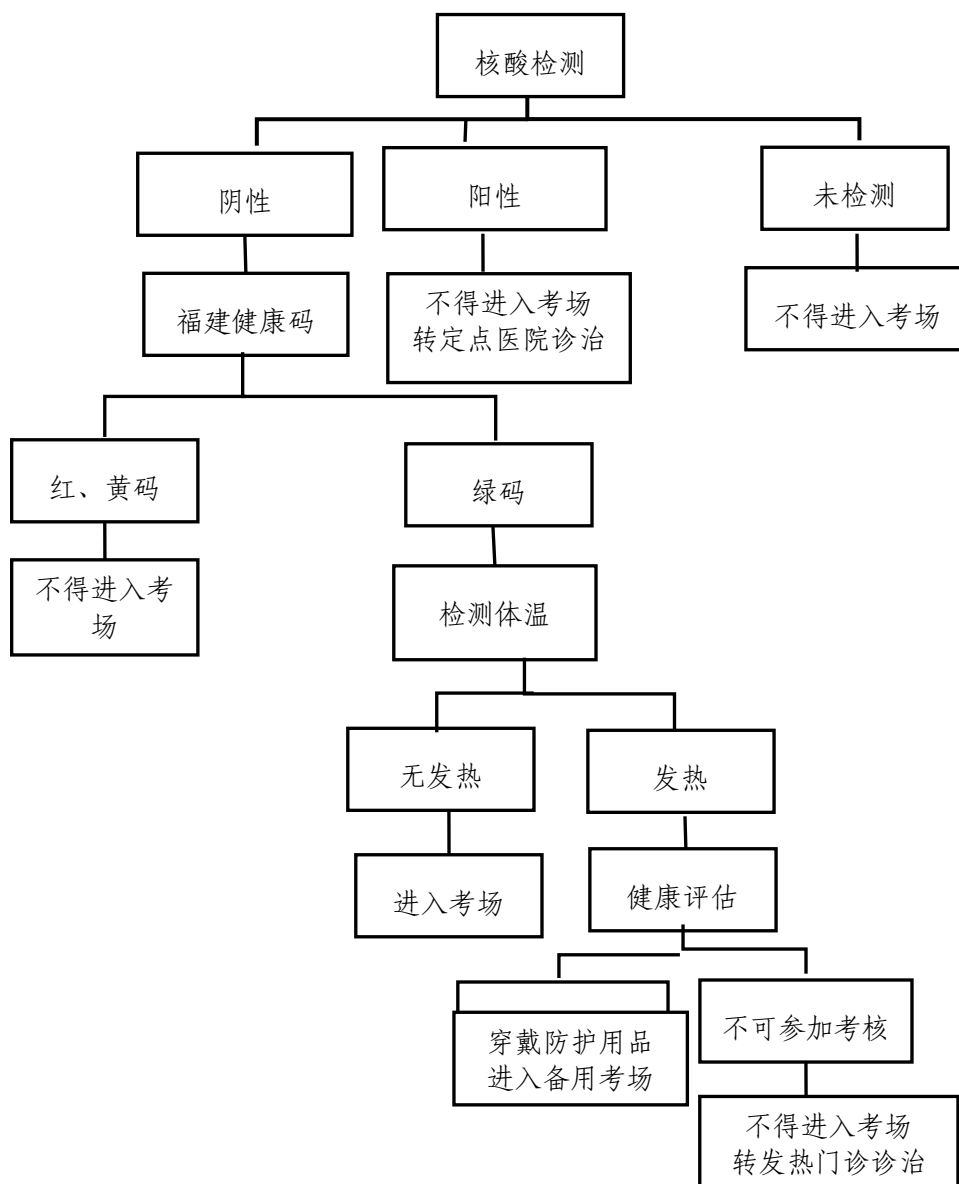 核酸检测
阴性
阳性
未检测
福建健康码
不得进入考场
转定点医院诊治
不得进入考场
红、黄码
绿码
不得进入考
场
检测体温
无发热
发热
进入考场
健康评估
穿戴防护用品
进入备用考场
不可参加考核
不得进入考场
转发热门诊诊治